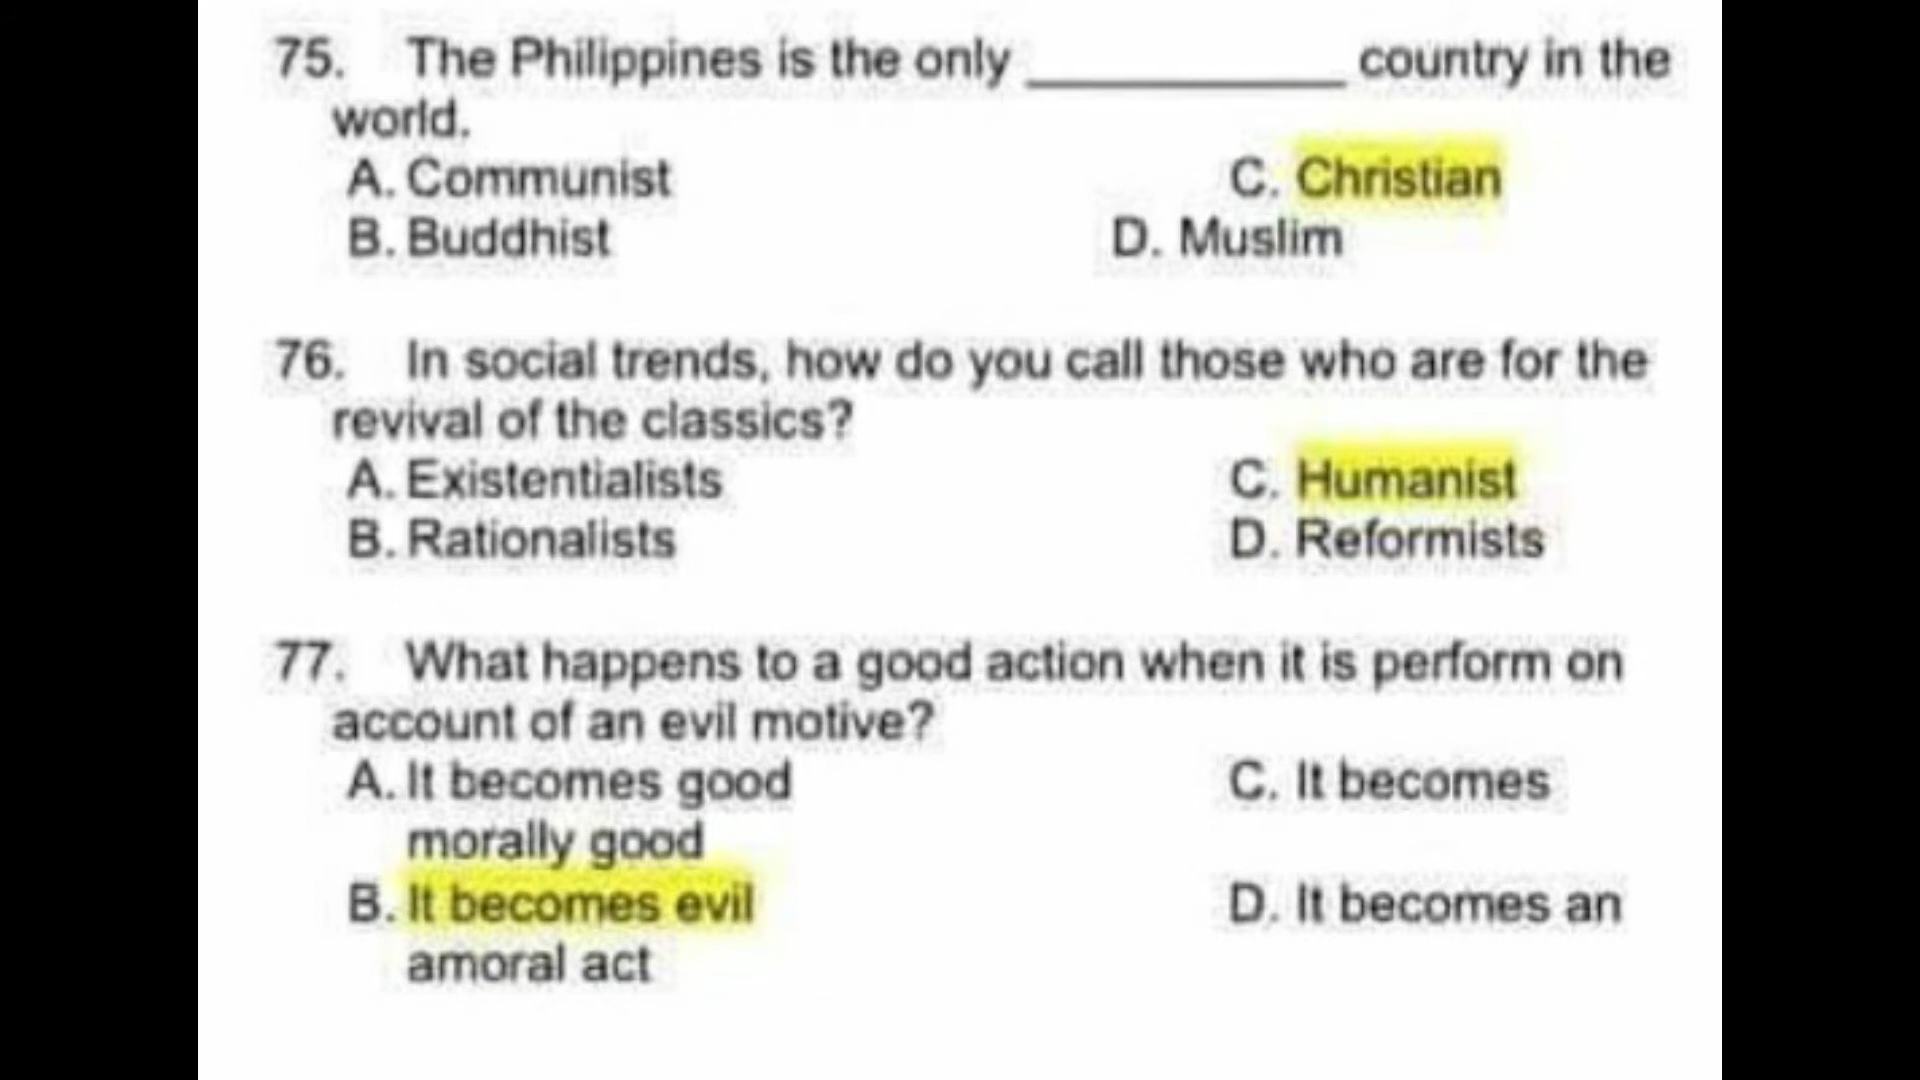 75. The Philippines is the only ____________ country in the
world.
A. Communist C. Christian
B. Buddhist D. Muslim
76. In social trends, how do you call those who are for the
revival of the classics?
A. Existentialists C. Humanist
B. Rationalists D. Reformists
77. What happens to a good action when it is perform on
account of an evil motive?
A. It becomes good C. It becomes
morally good
B. It becomes evil D. It becomes an
amoral act